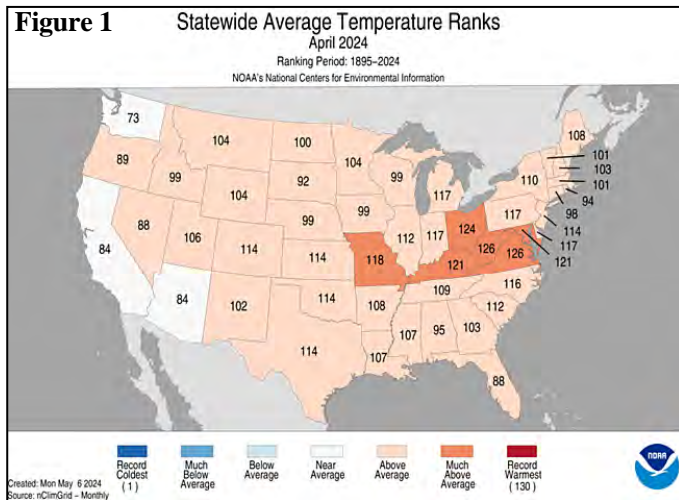 Figure 1
Statewide Average Temperature Ranks
April 2024
Ranking Period: 1895–2024
NOAA's National Centers for Environmental Information
73
104
100
104
108
89
99
99
101
103
101
94
98
114
117
121
104
92
117
110
88
106
99
99
117
84
114
112
117
124
114
118
126
126
121
84
102
114
108
109
116
112
114
107
107
95
103
88
Record
Coldest
(1)
Much
Below
Average
Below
Average
Near
Average
Above
Average
Much
Above
Average
Record
Warmest
(130)
Created: Mon May 6 2024
Source: nClimGrid – Monthly
NOAA